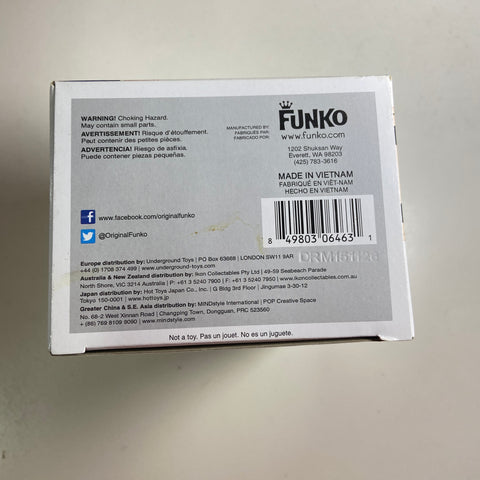 WARNING! Choking Hazard.
May contain small parts.
AVERTISSEMENT! Risque d'étouffement.
Peut contenir des petites pièces.
ADVERTENCIA! Riesgo de asfixia.
Puede contener piezas pequeñas.
MANUFACTURED BY:
FABRIQUÉS PAR:
FABRICADO POR:
FUNKO
www.funko.com
1202 Shuksan Way
Everett, WA 98203
(425) 783-3616
MADE IN VIETNAM
FABRIQUÉ EN VIÊT-NAM
HECHO EN VIETNAM
www.facebook.com/originalfunko
@OriginalFunko
8 49803 06463 1
Europe distribution by: Underground Toys | PO Box 63888 | LONDON SW11 9AR
+44 (0) 1708 374 499 | www.underground-toys.com
Australia & New Zealand distribution by: Ikon Collectables Pty Ltd | 49-59 Seabeach Parade
North Shore, VIC 3214 Australia | P: +61 3 5240 7900 | F: +61 3 5240 7950 | www.ikoncollectables.com
Japan distribution by: Hot Toys Japan Co., Inc. | G Bldg 3rd Floor | Jingumae 3-30-12
Tokyo 150-0001 | www.hottoys.jp
Greater China & S.E. Asia distribution by: MINDstyle International | POP Creative Space
No. 68-2 West Xinnan Road | Changping Town, Dongguan, PRC 523560
+ (86) 769 8109 9090 | www.mindstyle.com
Not a toy. Pas un jouet. No es un juguete.